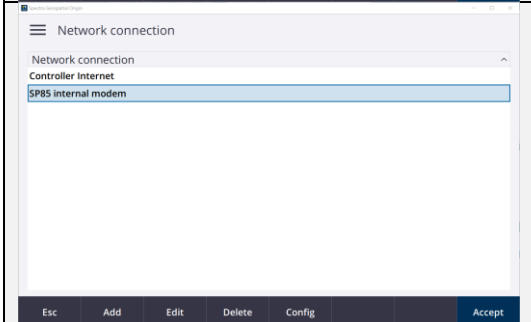 Spectra Geospatial Origin
Network connection
Network connection
Controller Internet
SP85 internal modem
Esc Add Edit Delete Config Accept